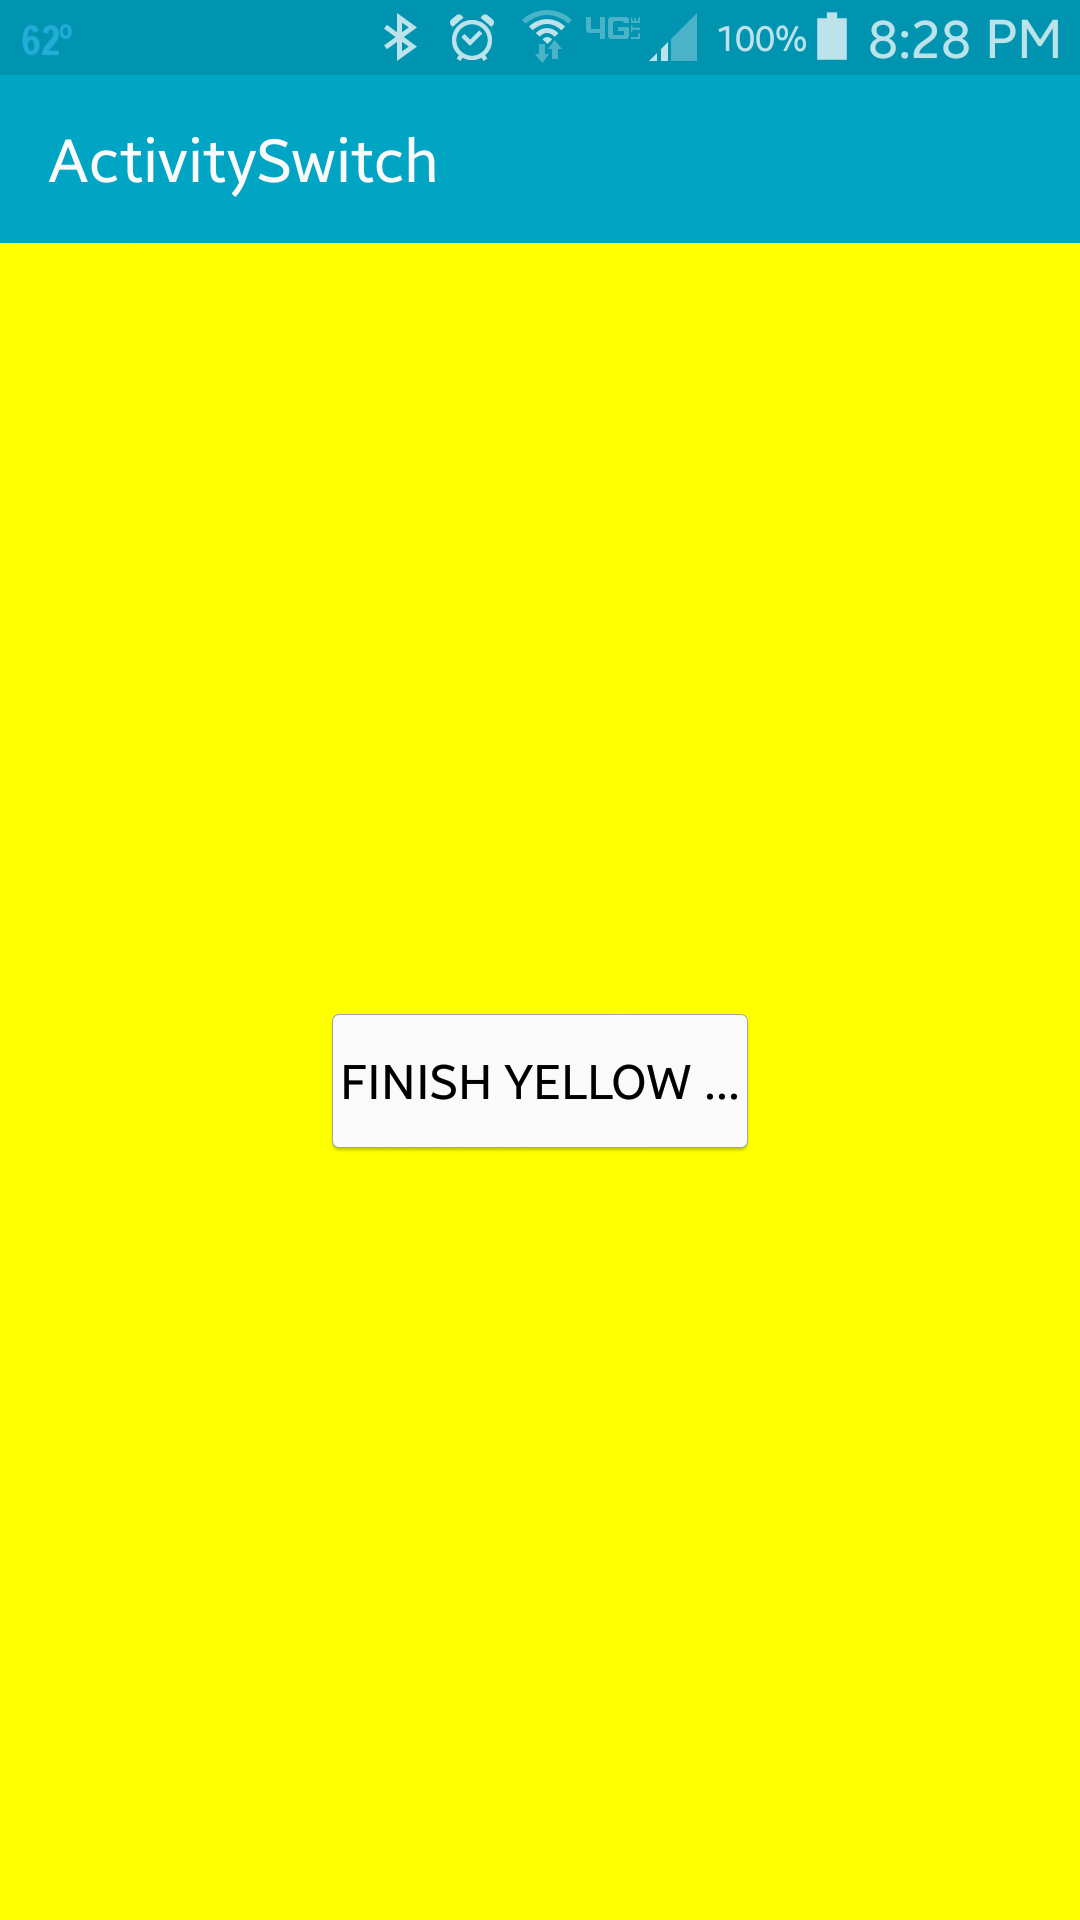 62° 4G LTE 100% 8:28 PM
ActivitySwitch
FINISH YELLOW ...